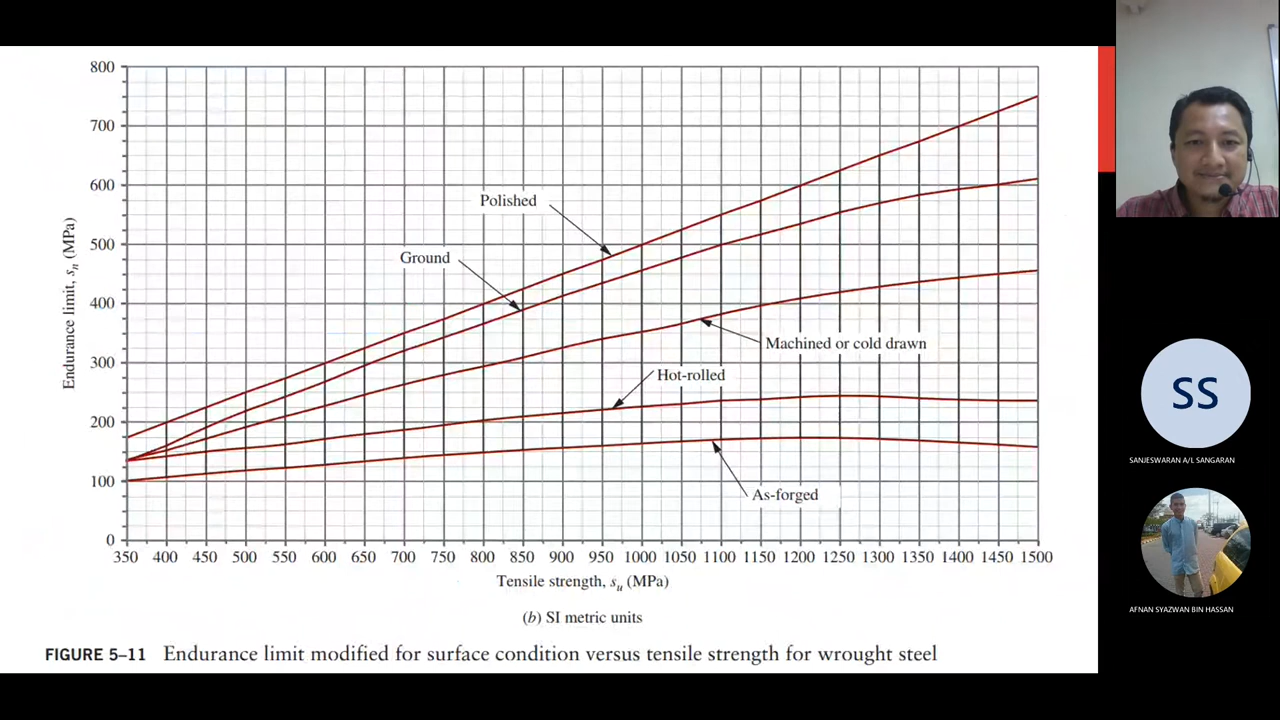 800
700
600
500
400
300
200
100
0
Endurance limit, sn (MPa)
Polished
Ground
Machined or cold drawn
Hot-rolled
As-forged
350 400 450 500 550 600 650 700 750 800 850 900 950 1000 1050 1100 1150 1200 1250 1300 1350 1400 1450 1500
Tensile strength, su (MPa)
(b) SI metric units
FIGURE 5–11 Endurance limit modified for surface condition versus tensile strength for wrought steel
SS
SANJESWARAN A/L SANGARAN
AFNAN SYAZWAN BIN HASSAN